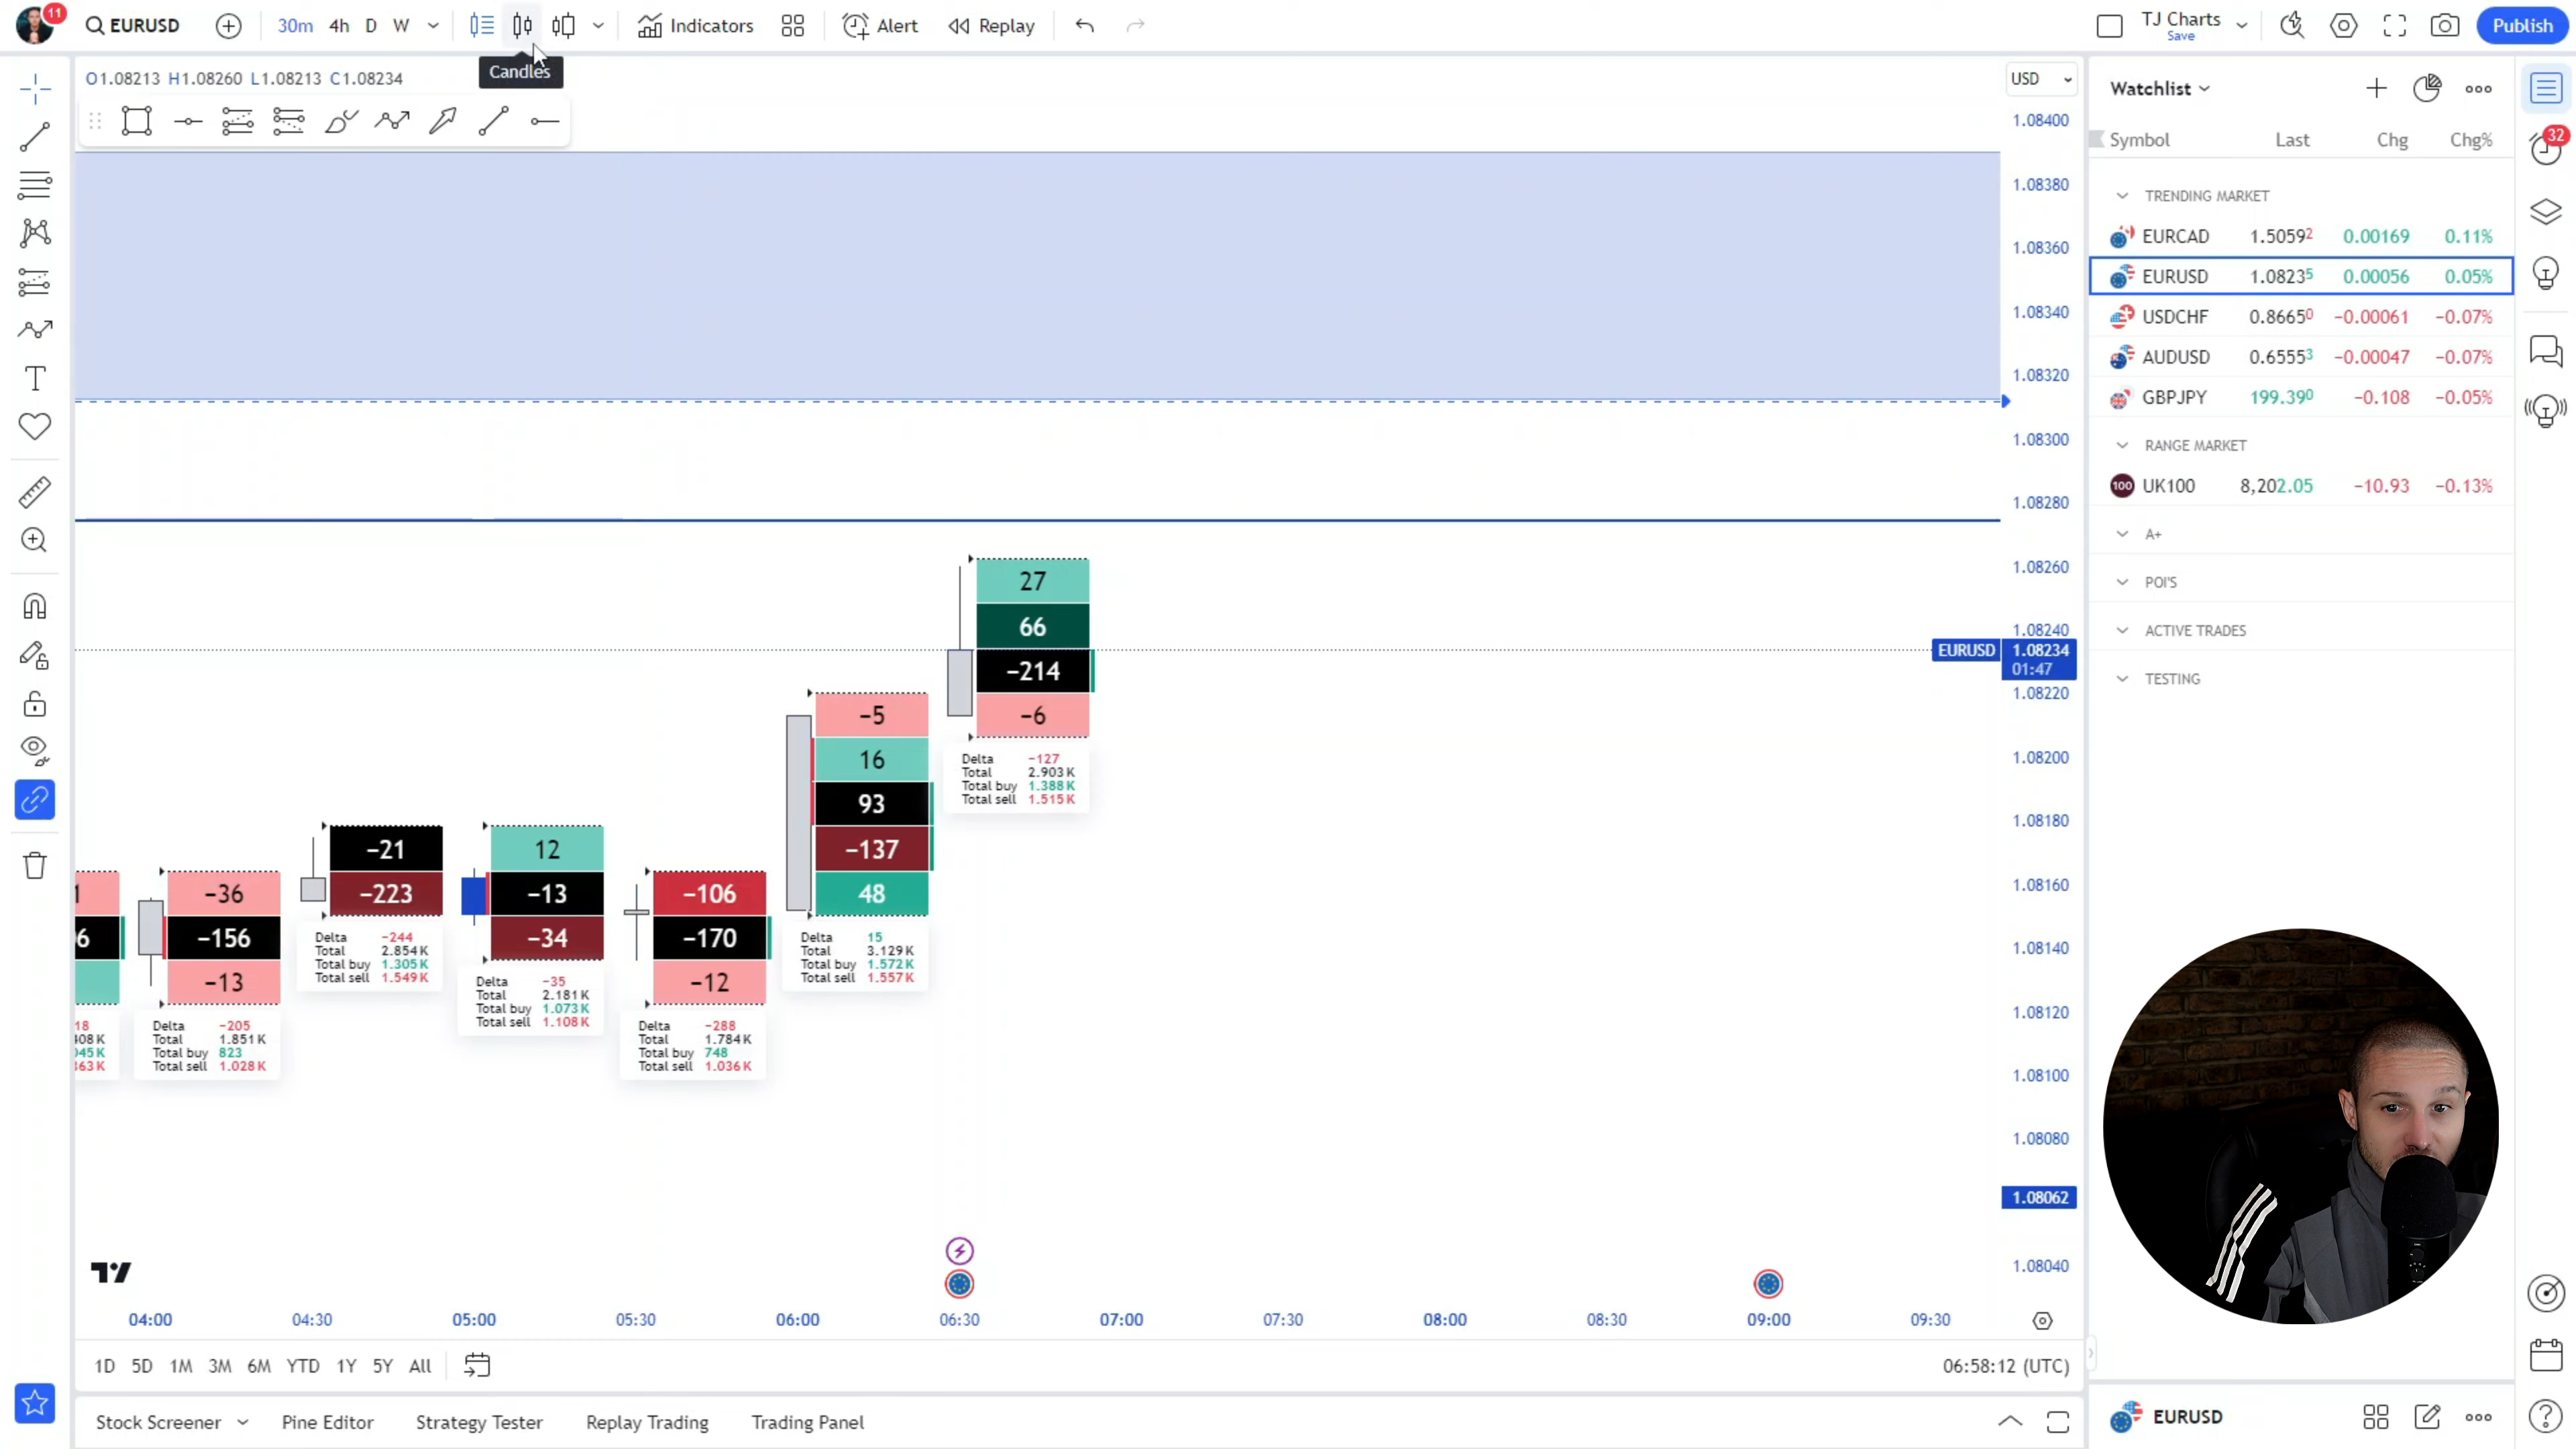 11
EURUSD
30m 4h D W
Indicators
Alert
Replay
TJ Charts
Save
Publish
O1.08213 H1.08260 L1.08213 C1.08234
Candles
USD
1.08400
1.08380
1.08360
1.08340
1.08320
1.08300
1.08280
1.08260
1.08240
EURUSD 1.08234
01:47
1.08220
1.08200
1.08180
1.08160
1.08140
1.08120
1.08100
1.08080
1.08062
1.08040
27
66
-214
-6
Delta -127
Total 2.903 K
Total buy 1.388 K
Total sell 1.515 K
-5
16
93
-137
48
Delta 15
Total 3.129 K
Total buy 1.572 K
Total sell 1.557 K
-106
-170
-12
Delta -288
Total 1.784 K
Total buy 748
Total sell 1.036 K
12
-13
-34
Delta -35
Total 2.181 K
Total buy 1.073 K
Total sell 1.108 K
-21
-223
Delta -244
Total 2.854 K
Total buy 1.305 K
Total sell 1.549 K
-36
-156
-13
Delta -205
Total 1.851 K
Total buy 823
Total sell 1.028 K
04:00 04:30 05:00 05:30 06:00 06:30 07:00 07:30 08:00 08:30 09:00 09:30
1D 5D 1M 3M 6M YTD 1Y 5Y All
06:58:12 (UTC)
Stock Screener
Pine Editor
Strategy Tester
Replay Trading
Trading Panel
Watchlist
Symbol Last Chg Chg%
TRENDING MARKET
EURCAD 1.50592 0.00169 0.11%
EURUSD 1.08235 0.00056 0.05%
USDCHF 0.86650 -0.00061 -0.07%
AUDUSD 0.65553 -0.00047 -0.07%
GBPJPY 199.390 -0.108 -0.05%
RANGE MARKET
100 UK100 8,202.05 -10.93 -0.13%
A+
POI'S
ACTIVE TRADES
TESTING
32
EURUSD